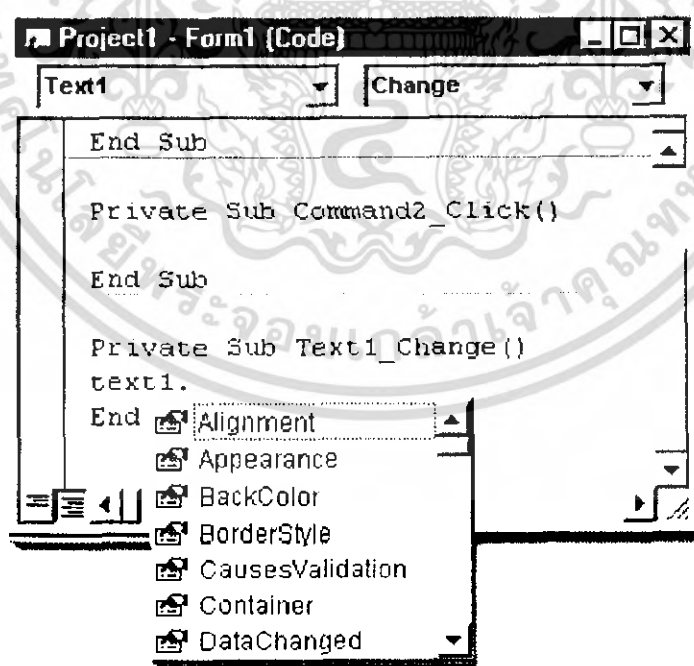 Project1 - Form1 (Code)
Text1 Change
End Sub
Private Sub Command2_Click()
End Sub
Private Sub Text1_Change()
text1.
End
Alignment
Appearance
BackColor
BorderStyle
CausesValidation
Container
DataChanged